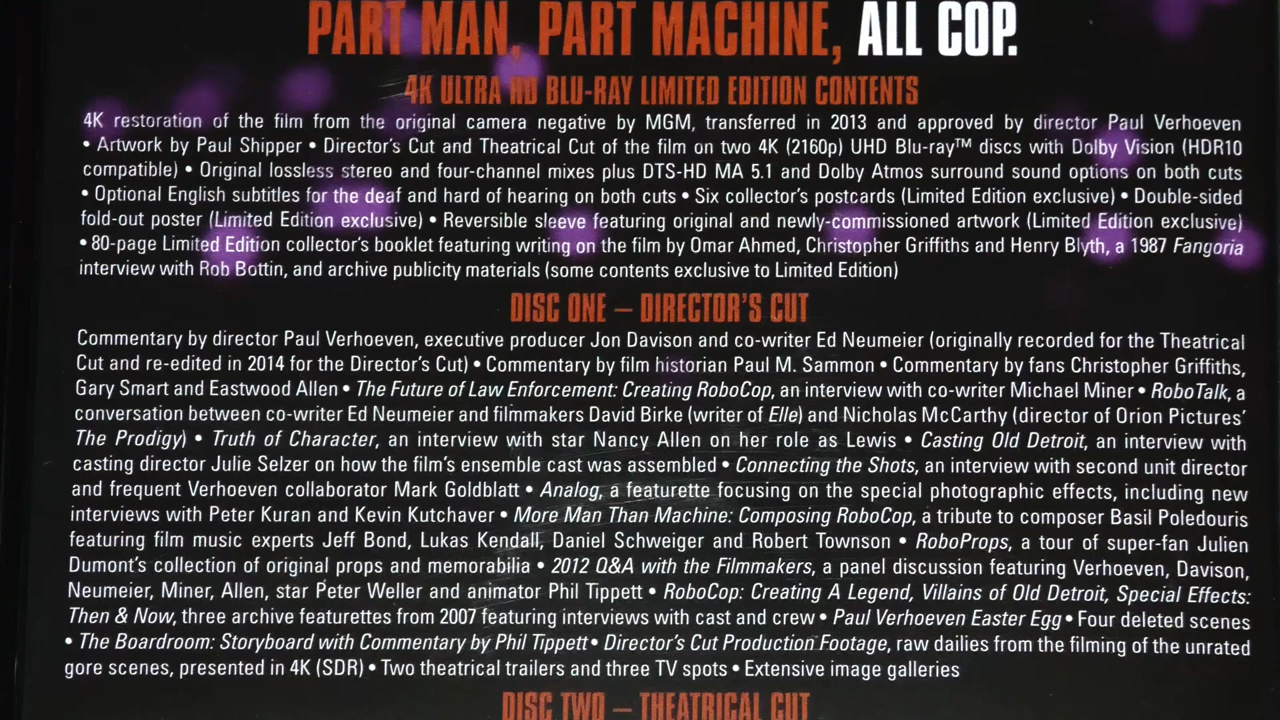 PART MAN, PART MACHINE, ALL COP.
4K ULTRA HD BLU-RAY LIMITED EDITION CONTENTS
4K restoration of the film from the original camera negative by MGM, transferred in 2013 and approved by director Paul Verhoeven
• Artwork by Paul Shipper • Director's Cut and Theatrical Cut of the film on two 4K (2160p) UHD Blu-ray™ discs with Dolby Vision (HDR10
compatible) • Original lossless stereo and four-channel mixes plus DTS-HD MA 5.1 and Dolby Atmos surround sound options on both cuts
• Optional English subtitles for the deaf and hard of hearing on both cuts • Six collector's postcards (Limited Edition exclusive) • Double-sided
fold-out poster (Limited Edition exclusive) • Reversible sleeve featuring original and newly-commissioned artwork (Limited Edition exclusive)
• 80-page Limited Edition collector's booklet featuring writing on the film by Omar Ahmed, Christopher Griffiths and Henry Blyth, a 1987 Fangoria
interview with Rob Bottin, and archive publicity materials (some contents exclusive to Limited Edition)
DISC ONE – DIRECTOR'S CUT
Commentary by director Paul Verhoeven, executive producer Jon Davison and co-writer Ed Neumeier (originally recorded for the Theatrical
Cut and re-edited in 2014 for the Director's Cut) • Commentary by film historian Paul M. Sammon • Commentary by fans Christopher Griffiths,
Gary Smart and Eastwood Allen • The Future of Law Enforcement: Creating RoboCop, an interview with co-writer Michael Miner • RoboTalk, a
conversation between co-writer Ed Neumeier and filmmakers David Birke (writer of Elle) and Nicholas McCarthy (director of Orion Pictures'
The Prodigy) • Truth of Character, an interview with star Nancy Allen on her role as Lewis • Casting Old Detroit, an interview with
casting director Julie Selzer on how the film's ensemble cast was assembled • Connecting the Shots, an interview with second unit director
and frequent Verhoeven collaborator Mark Goldblatt • Analog, a featurette focusing on the special photographic effects, including new
interviews with Peter Kuran and Kevin Kutchaver • More Man Than Machine: Composing RoboCop, a tribute to composer Basil Poledouris
featuring film music experts Jeff Bond, Lukas Kendall, Daniel Schweiger and Robert Townson • RoboProps, a tour of super-fan Julien
Dumont's collection of original props and memorabilia • 2012 Q&A with the Filmmakers, a panel discussion featuring Verhoeven, Davison,
Neumeier, Miner, Allen, star Peter Weller and animator Phil Tippett • RoboCop: Creating A Legend, Villains of Old Detroit, Special Effects:
Then & Now, three archive featurettes from 2007 featuring interviews with cast and crew • Paul Verhoeven Easter Egg • Four deleted scenes
• The Boardroom: Storyboard with Commentary by Phil Tippett • Director's Cut Production Footage, raw dailies from the filming of the unrated
gore scenes, presented in 4K (SDR) • Two theatrical trailers and three TV spots • Extensive image galleries
DISC TWO – THEATRICAL CUT